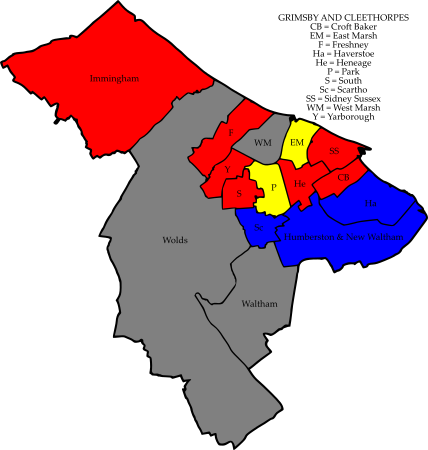 GRIMSBY AND CLEETHORPES
CB = Croft Baker
EM = East Marsh
F = Freshney
Ha = Haverstoe
He = Heneage
P = Park
S = South
Sc = Scartho
SS = Sidney Sussex
WM = West Marsh
Y = Yarborough
Immingham
F
WM
EM
SS
Y
CB
S
P
He
Ha
Sc
Humberston & New Waltham
Wolds
Waltham